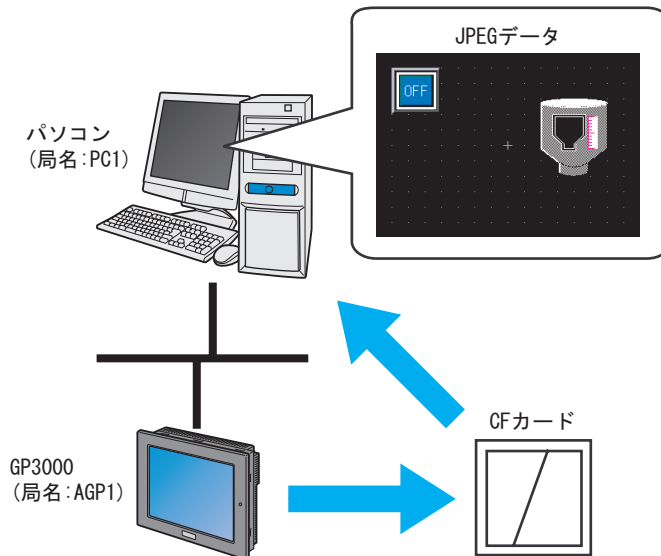 JPEGデータ
OFF
パソコン
(局名:PC1)
CFカード
GP3000
(局名:AGP1)